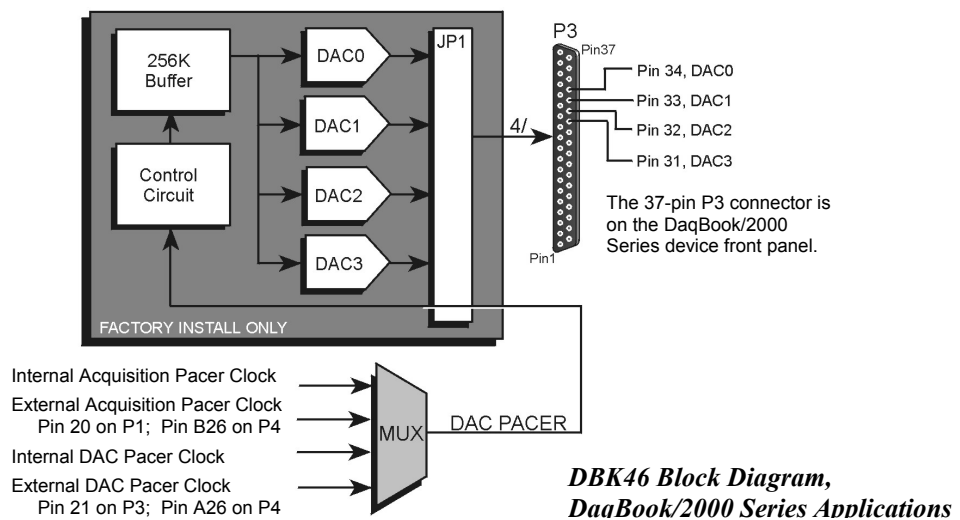 256K
Buffer
Control
Circuit
DAC0
DAC1
DAC2
DAC3
JP1
FACTORY INSTALL ONLY
P3
Pin37
4/
Pin1
Pin 34, DAC0
Pin 33, DAC1
Pin 32, DAC2
Pin 31, DAC3
The 37-pin P3 connector is
on the DaqBook/2000
Series device front panel.
Internal Acquisition Pacer Clock
External Acquisition Pacer Clock
Pin 20 on P1; Pin B26 on P4
Internal DAC Pacer Clock
External DAC Pacer Clock
Pin 21 on P3; Pin A26 on P4
MUX
DAC PACER
DBK46 Block Diagram,
DaqBook/2000 Series Applications